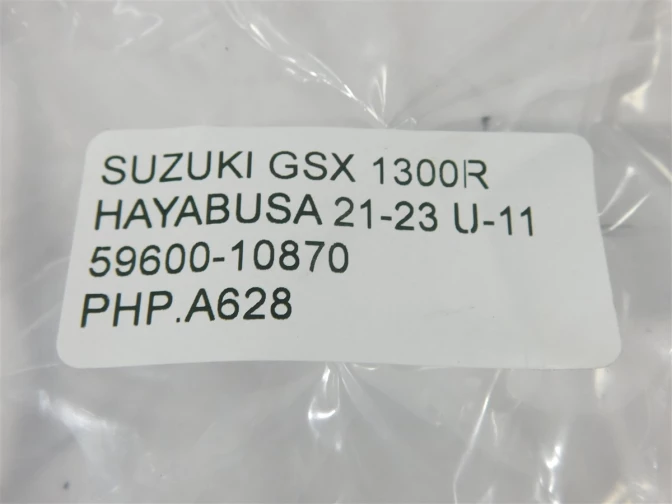 SUZUKI GSX 1300R
HAYABUSA 21-23 U-11
59600-10870
PHP.A628